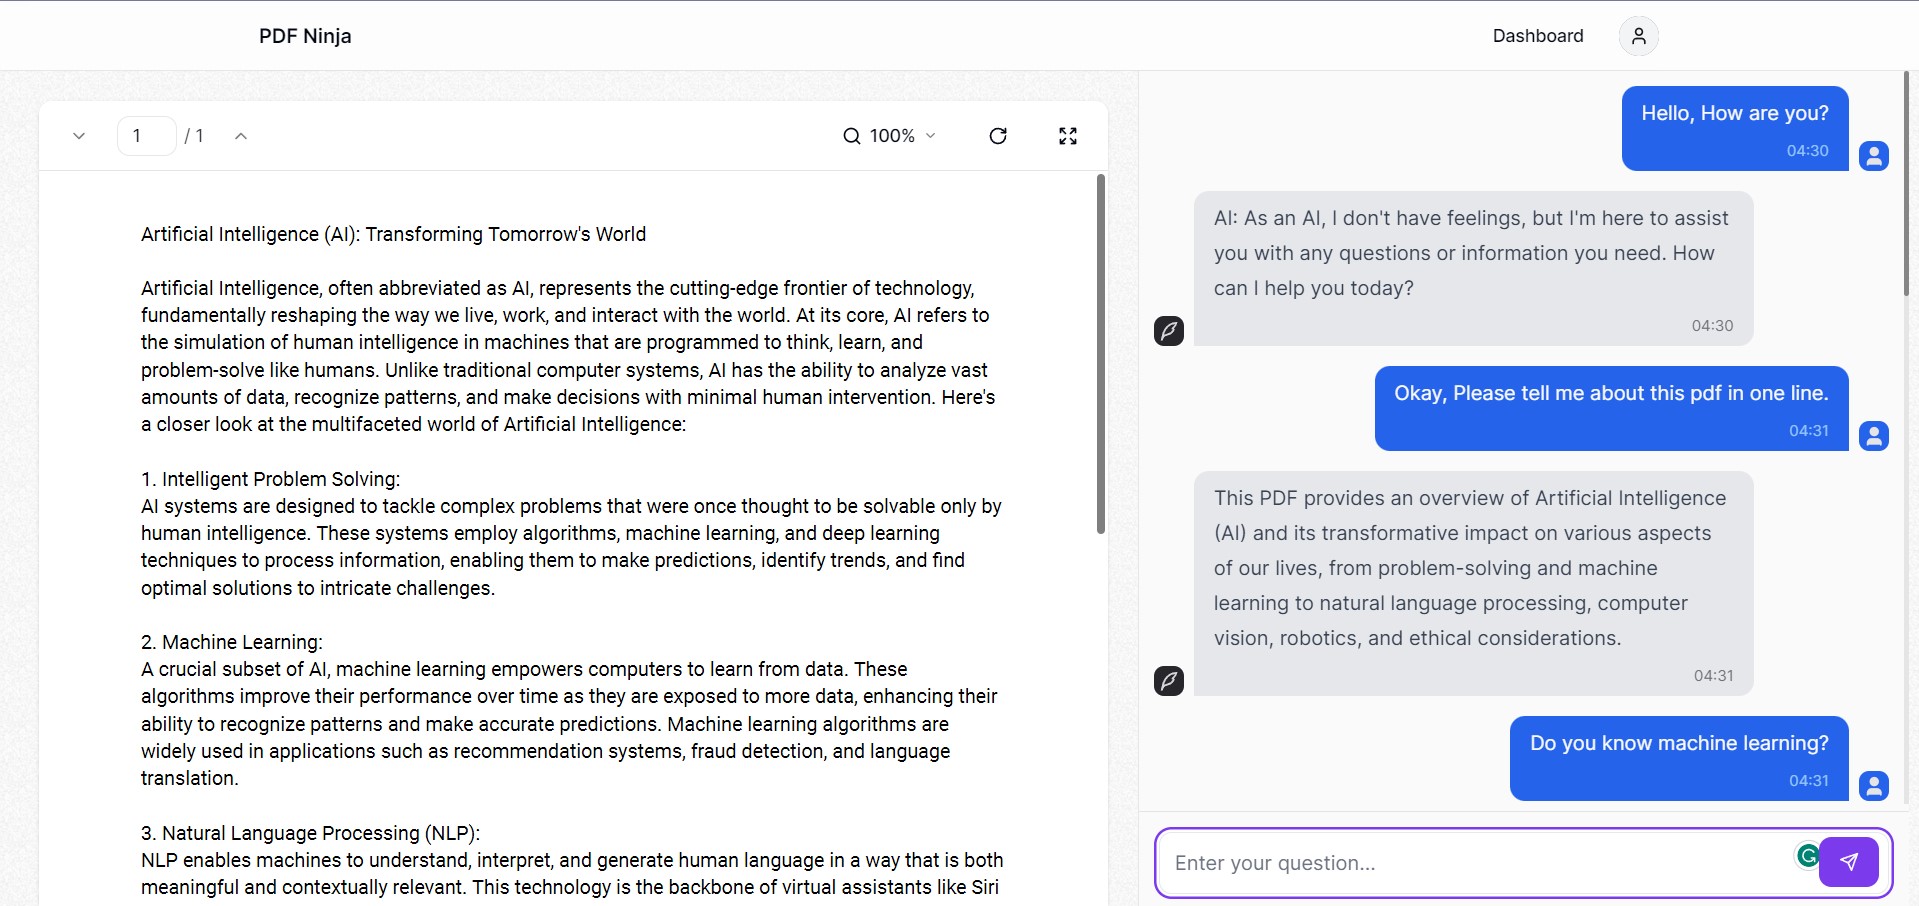 PDF Ninja
Dashboard
1 / 1
100%
Artificial Intelligence (AI): Transforming Tomorrow's World
Artificial Intelligence, often abbreviated as AI, represents the cutting-edge frontier of technology,
fundamentally reshaping the way we live, work, and interact with the world. At its core, AI refers to
the simulation of human intelligence in machines that are programmed to think, learn, and
problem-solve like humans. Unlike traditional computer systems, AI has the ability to analyze vast
amounts of data, recognize patterns, and make decisions with minimal human intervention. Here's
a closer look at the multifaceted world of Artificial Intelligence:
1. Intelligent Problem Solving:
AI systems are designed to tackle complex problems that were once thought to be solvable only by
human intelligence. These systems employ algorithms, machine learning, and deep learning
techniques to process information, enabling them to make predictions, identify trends, and find
optimal solutions to intricate challenges.
2. Machine Learning:
A crucial subset of AI, machine learning empowers computers to learn from data. These
algorithms improve their performance over time as they are exposed to more data, enhancing their
ability to recognize patterns and make accurate predictions. Machine learning algorithms are
widely used in applications such as recommendation systems, fraud detection, and language
translation.
3. Natural Language Processing (NLP):
NLP enables machines to understand, interpret, and generate human language in a way that is both
meaningful and contextually relevant. This technology is the backbone of virtual assistants like Siri
Hello, How are you?
04:30
AI: As an AI, I don't have feelings, but I'm here to assist
you with any questions or information you need. How
can I help you today?
04:30
Okay, Please tell me about this pdf in one line.
04:31
This PDF provides an overview of Artificial Intelligence
(AI) and its transformative impact on various aspects
of our lives, from problem-solving and machine
learning to natural language processing, computer
vision, robotics, and ethical considerations.
04:31
Do you know machine learning?
04:31
Enter your question...